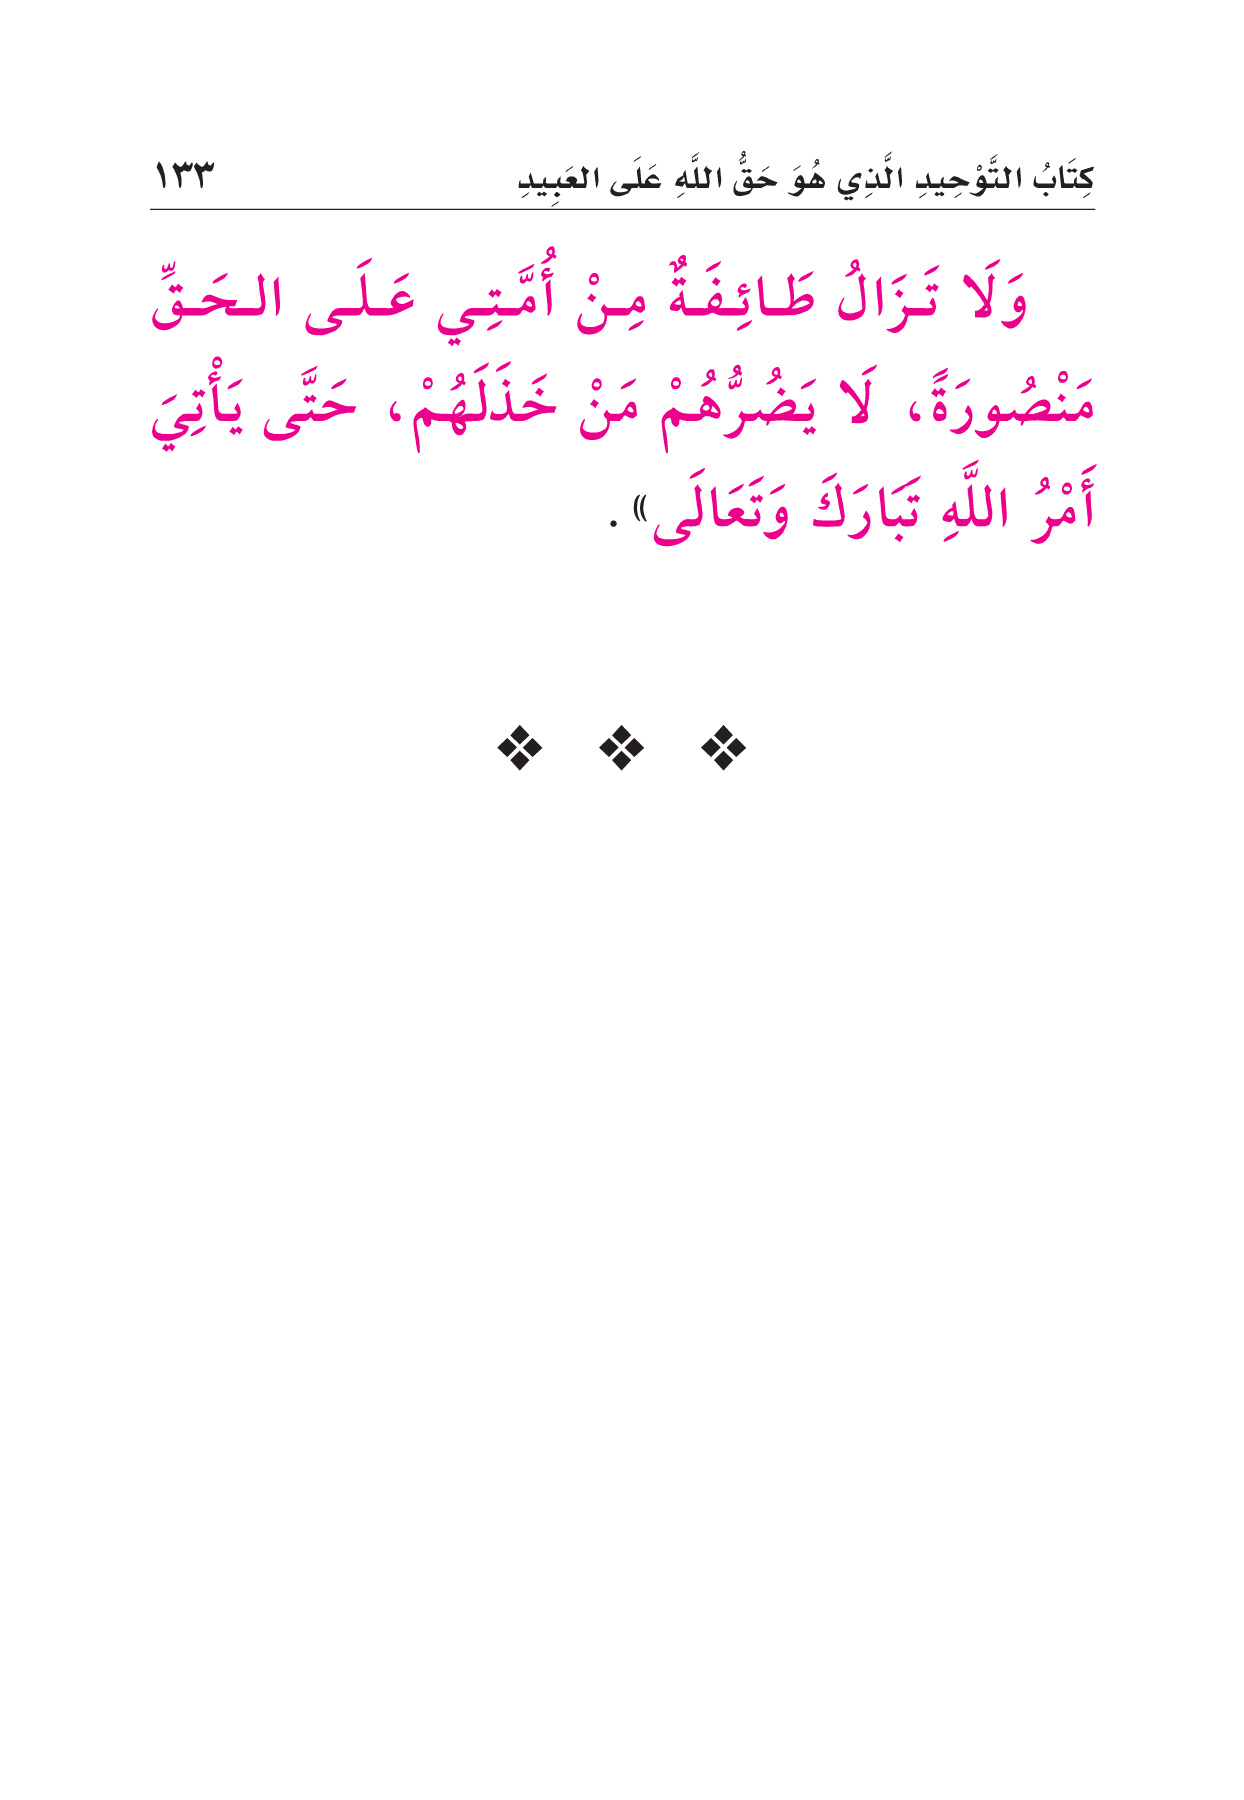 كِتَابُ التَّوْحِيدِ الَّذِي هُوَ حَقُّ اللَّهِ عَلَى العَبِيدِ ١٣٣
وَلَا تَزَالُ طَائِفَةٌ مِنْ أُمَّتِي عَلَى الحَقِّ
مَنْصُورَةً، لَا يَضُرُّهُمْ مَنْ خَذَلَهُمْ، حَتَّى يَأْتِيَ
أَمْرُ اللَّهِ تَبَارَكَ وَتَعَالَى».